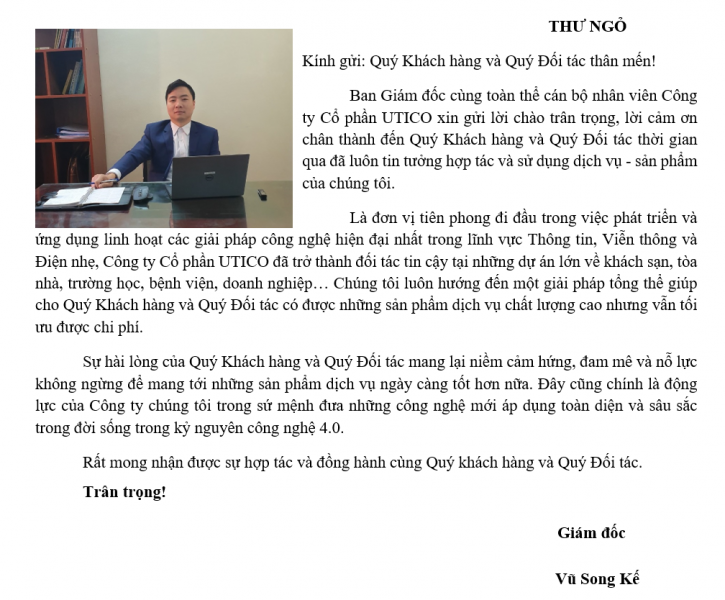 THƯ NGỎ
Kính gửi: Quý Khách hàng và Quý Đối tác thân mến!
Ban Giám đốc cùng toàn thể cán bộ nhân viên Công
ty Cổ phần UTICO xin gửi lời chào trân trọng, lời cảm ơn
chân thành đến Quý Khách hàng và Quý Đối tác thời gian
qua đã luôn tin tưởng hợp tác và sử dụng dịch vụ - sản phẩm
của chúng tôi.
Là đơn vị tiên phong đi đầu trong việc phát triển và
ứng dụng linh hoạt các giải pháp công nghệ hiện đại nhất trong lĩnh vực Thông tin, Viễn thông và
Điện nhẹ, Công ty Cổ phần UTICO đã trở thành đối tác tin cậy tại những dự án lớn về khách sạn, tòa
nhà, trường học, bệnh viện, doanh nghiệp… Chúng tôi luôn hướng đến một giải pháp tổng thể giúp
cho Quý Khách hàng và Quý Đối tác có được những sản phẩm dịch vụ chất lượng cao nhưng vẫn tối
ưu được chi phí.
Sự hài lòng của Quý Khách hàng và Quý Đối tác mang lại niềm cảm hứng, đam mê và nỗ lực
không ngừng để mang tới những sản phẩm dịch vụ ngày càng tốt hơn nữa. Đây cũng chính là động
lực của Công ty chúng tôi trong sứ mệnh đưa những công nghệ mới áp dụng toàn diện và sâu sắc
trong đời sống trong kỷ nguyên công nghệ 4.0.
Rất mong nhận được sự hợp tác và đồng hành cùng Quý khách hàng và Quý Đối tác.
Trân trọng!
Giám đốc
Vũ Song Kế